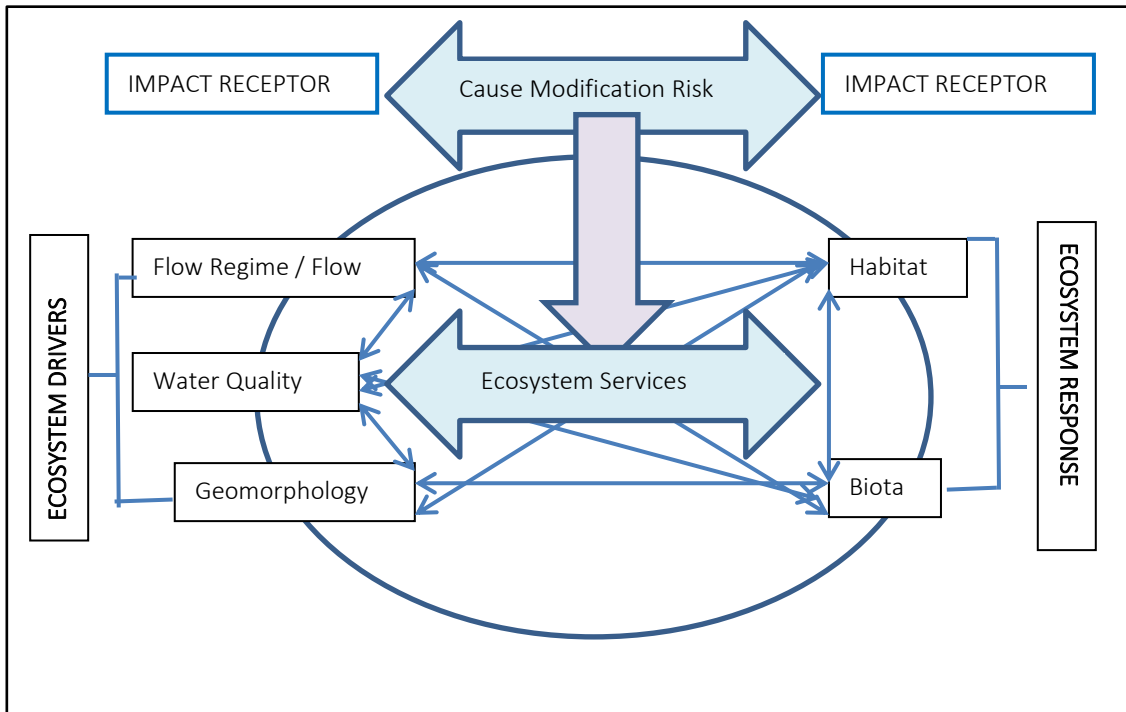 IMPACT RECEPTOR
Cause Modification Risk
IMPACT RECEPTOR
ECOSYSTEM DRIVERS
Flow Regime / Flow
Water Quality
Geomorphology
Ecosystem Services
Habitat
Biota
ECOSYSTEM RESPONSE